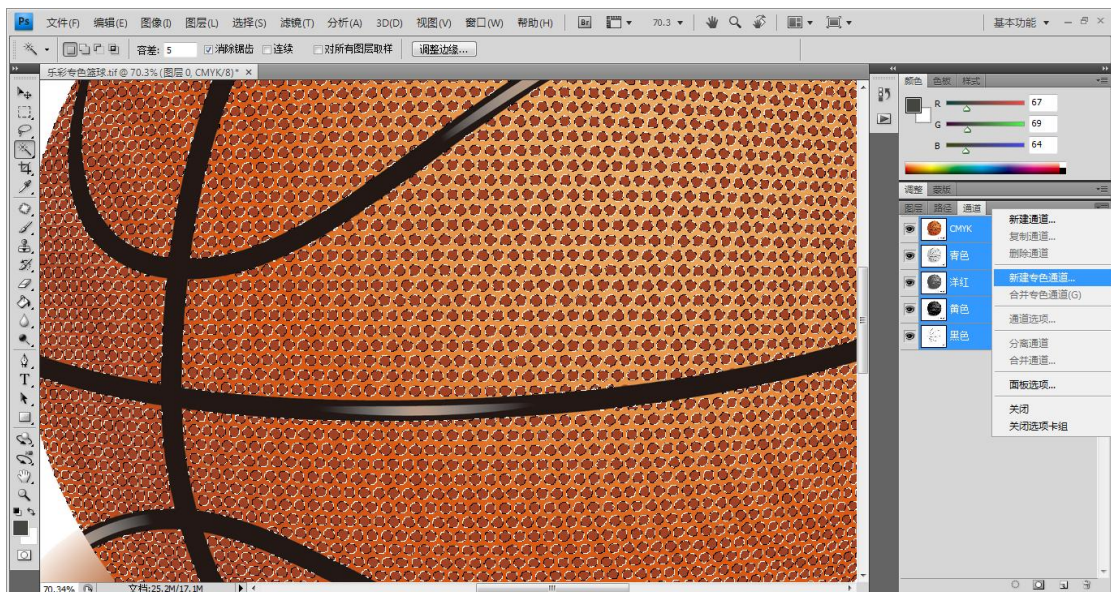 Ps 文件(F) 编辑(E) 图像(I) 图层(L) 选择(S) 滤镜(T) 分析(A) 3D(D) 视图(V) 窗口(W) 帮助(H) Br 70.3 基本功能
容差: 5 消除锯齿 连续 对所有图层取样 调整边缘...
乐彩专色篮球.tif @ 70.3% (图层 0, CMYK/8) * ×
颜色 色板 样式
R 67
G 69
B 64
调整 蒙版
图层 路径 通道
CMYK
青色
洋红
黄色
黑色
新建通道...
复制通道...
删除通道
新建专色通道...
合并专色通道(G)
通道选项...
分离通道
合并通道...
面板选项...
关闭
关闭选项卡组
70.34% 文档:25.2M/17.1M